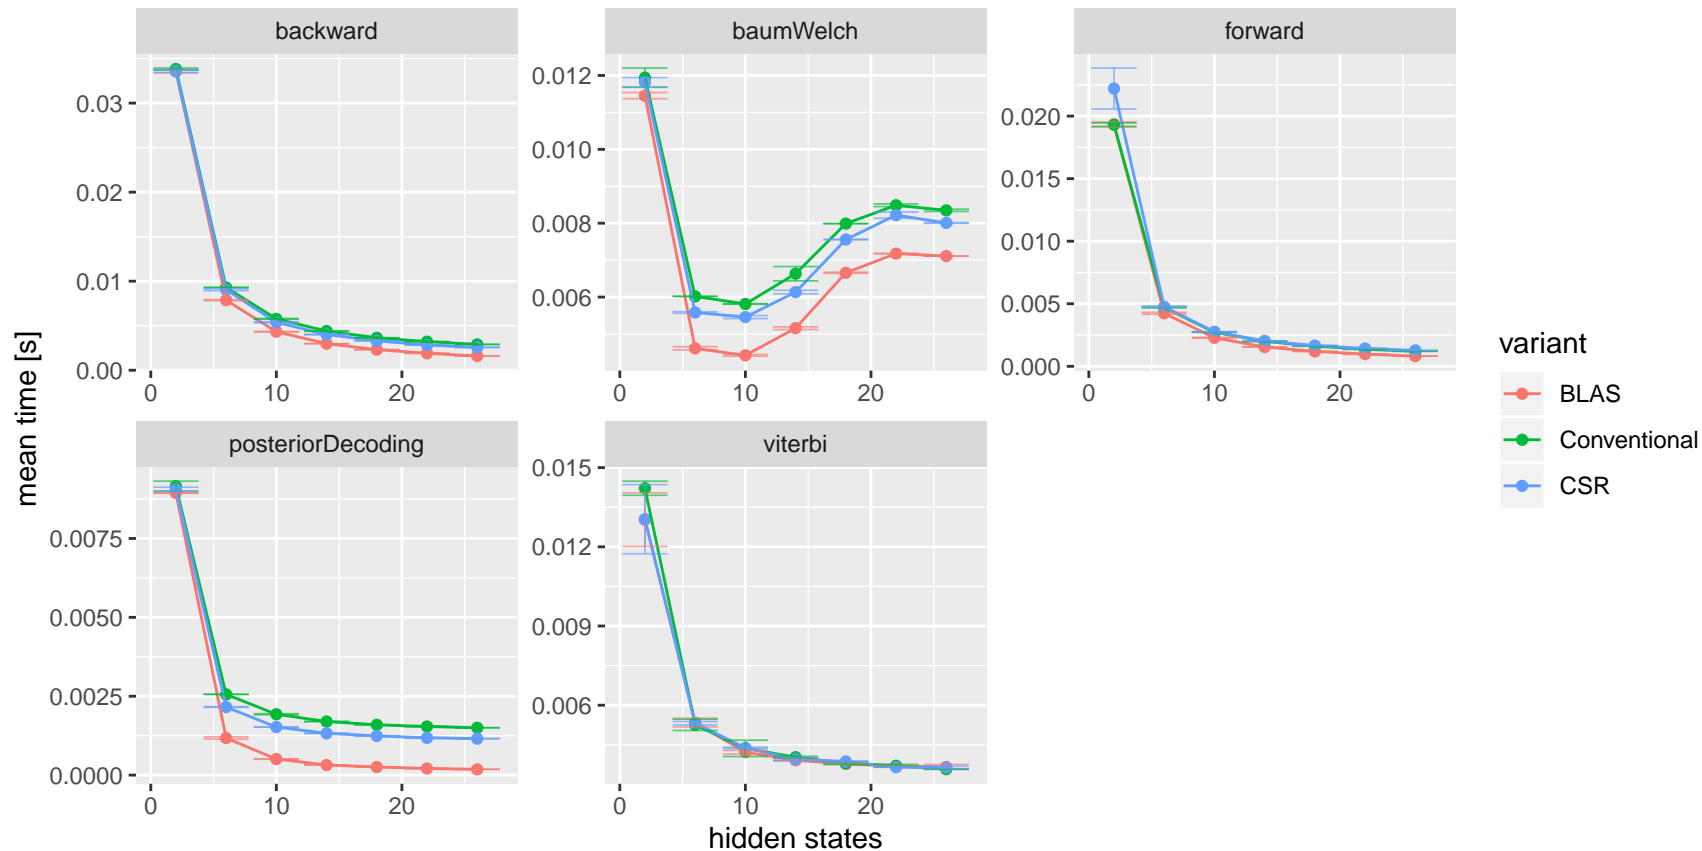 backward
baumWelch
forward
0.03
0.02
0.01
0.00
0 10 20
0.012
0.010
0.008
0.006
0 10 20
0.020
0.015
0.010
0.005
0.000
0 10 20
posteriorDecoding
viterbi
0.0075
0.0050
0.0025
0.0000
0 10 20
0.015
0.012
0.009
0.006
0 10 20
mean time [s]
hidden states
variant
BLAS
Conventional
CSR